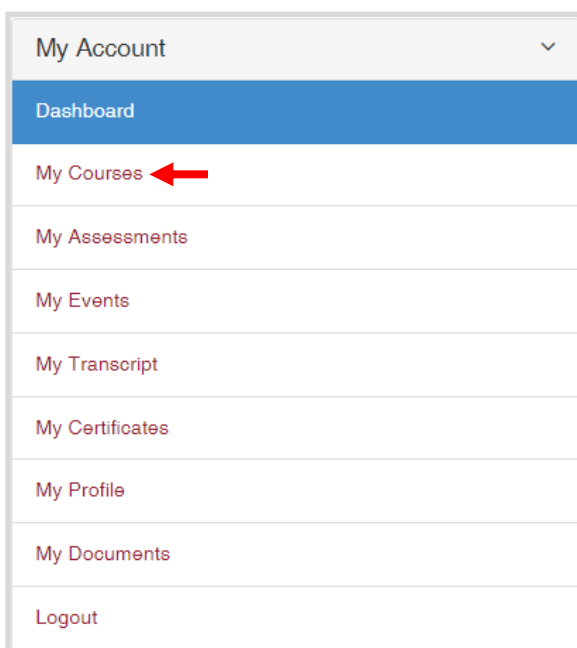 My Account
Dashboard
My Courses
My Assessments
My Events
My Transcript
My Certificates
My Profile
My Documents
Logout